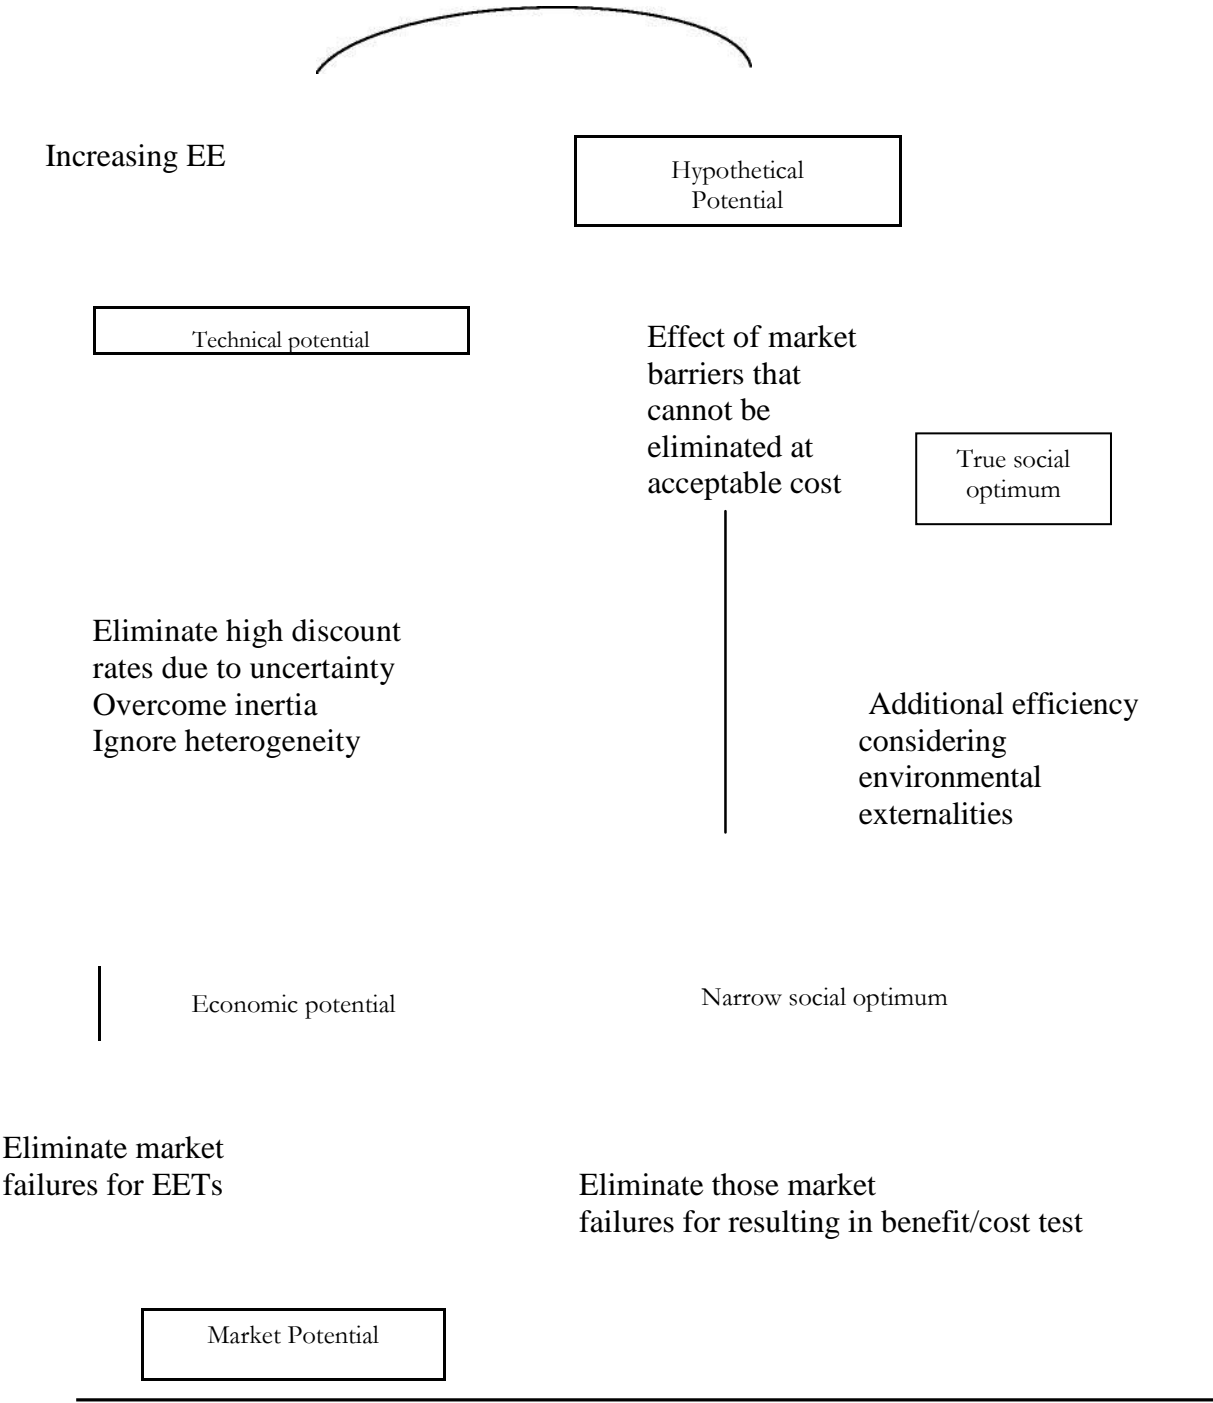 Increasing EE
Hypothetical
Potential
Technical potential
Effect of market
barriers that
cannot be
eliminated at
acceptable cost
True social
optimum
Eliminate high discount
rates due to uncertainty
Overcome inertia
Ignore heterogeneity
Additional efficiency
considering
environmental
externalities
Economic potential
Narrow social optimum
Eliminate market
failures for EETs
Eliminate those market
failures for resulting in benefit/cost test
Market Potential